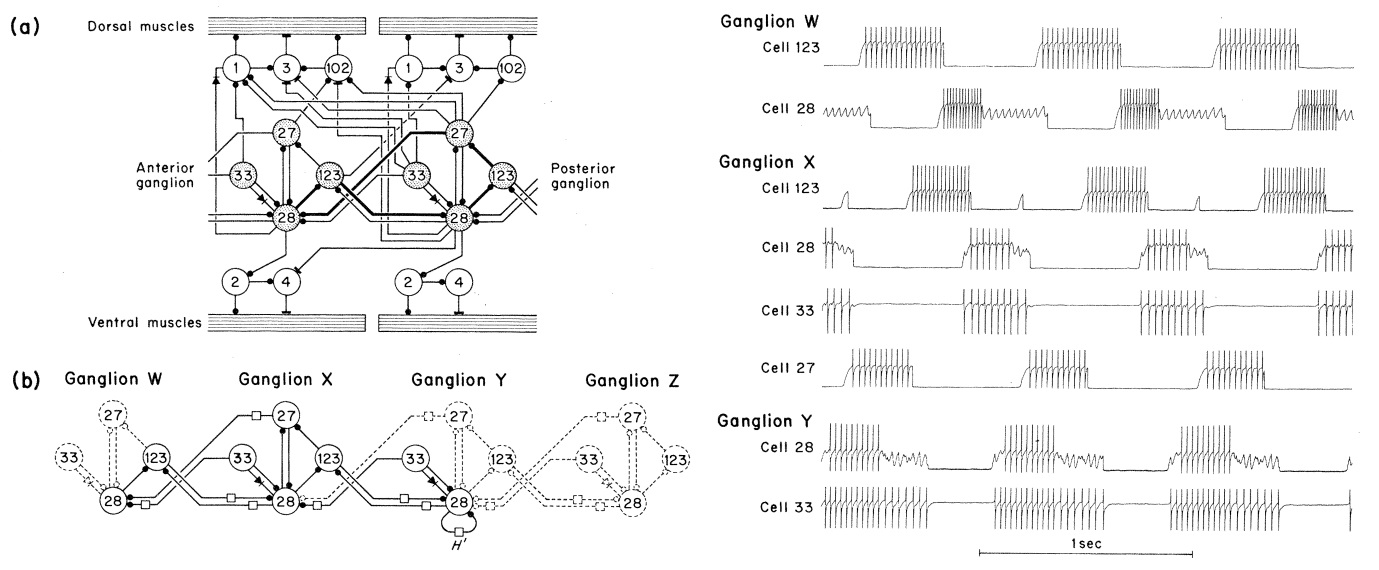 (a)
Dorsal muscles
1 3 102 1 3 102
27 27
Anterior
ganglion
33 123 33 123
Posterior
ganglion
28 28
2 4 2 4
Ventral muscles
(b)
Ganglion W Ganglion X Ganglion Y Ganglion Z
27 27 27 27
33 123 33 123 33 123 33 123
28 28 28 28
H'
Ganglion W
Cell 123
Cell 28
Ganglion X
Cell 123
Cell 28
Cell 33
Cell 27
Ganglion Y
Cell 28
Cell 33
1 sec